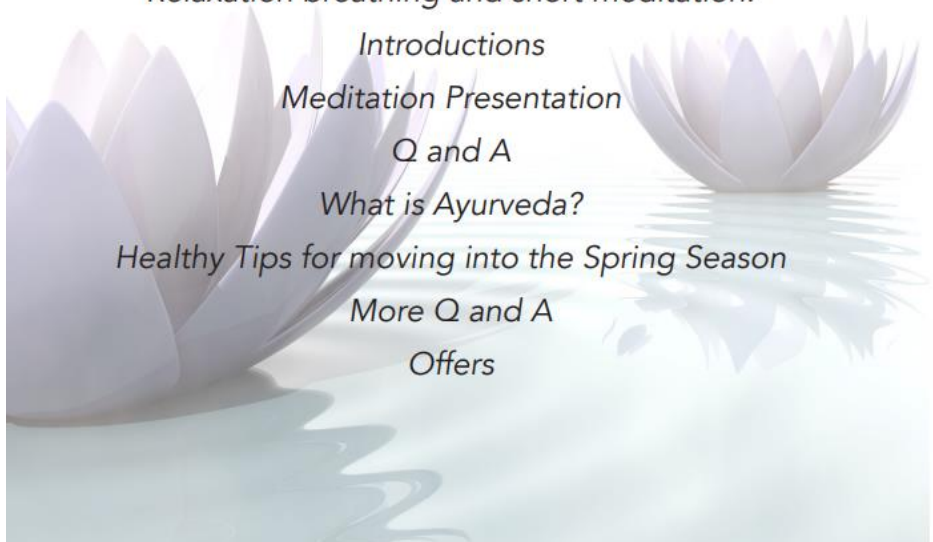 Relaxation breathing and short meditation.
Introductions
Meditation Presentation
Q and A
What is Ayurveda?
Healthy Tips for moving into the Spring Season
More Q and A
Offers